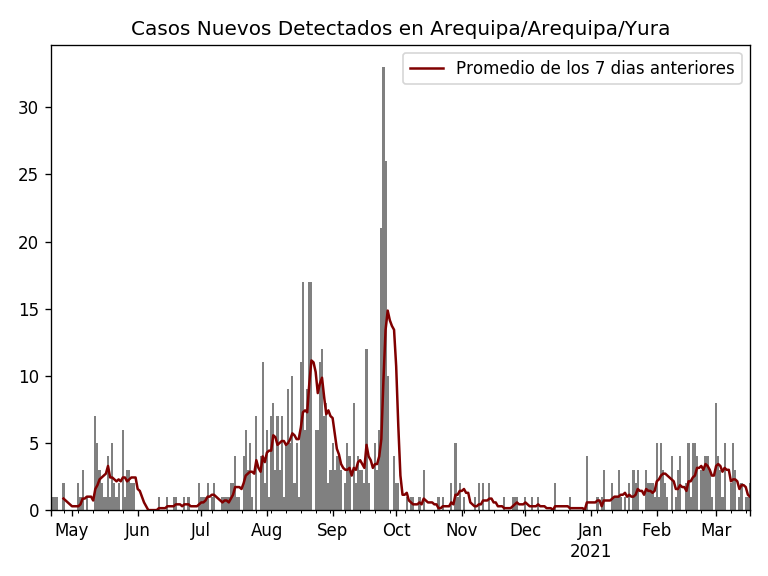 Casos Nuevos Detectados en Arequipa/Arequipa/Yura
Promedio de los 7 dias anteriores
30
25
20
15
10
5
0
May Jun Jul Aug Sep Oct Nov Dec Jan Feb Mar
2021